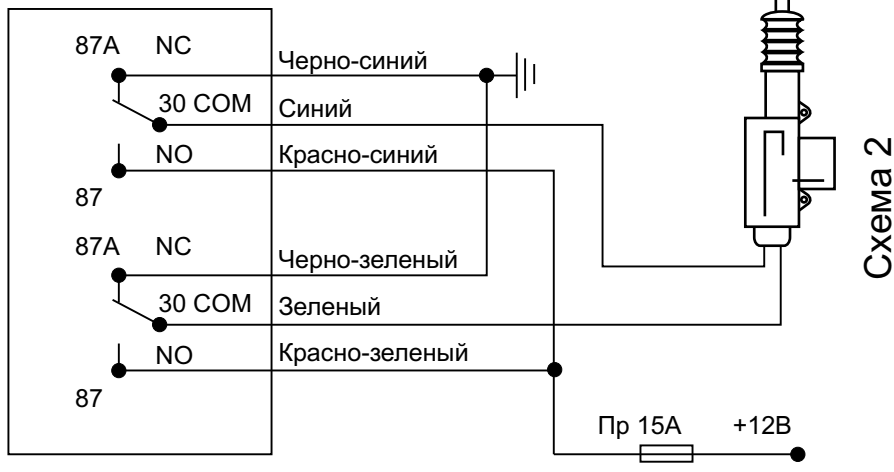 87A NC
Черно-синий
30 COM Синий
NO Красно-синий
87
87A NC
Черно-зеленый
30 COM Зеленый
NO Красно-зеленый
87
Пр 15А +12В
Схема 2